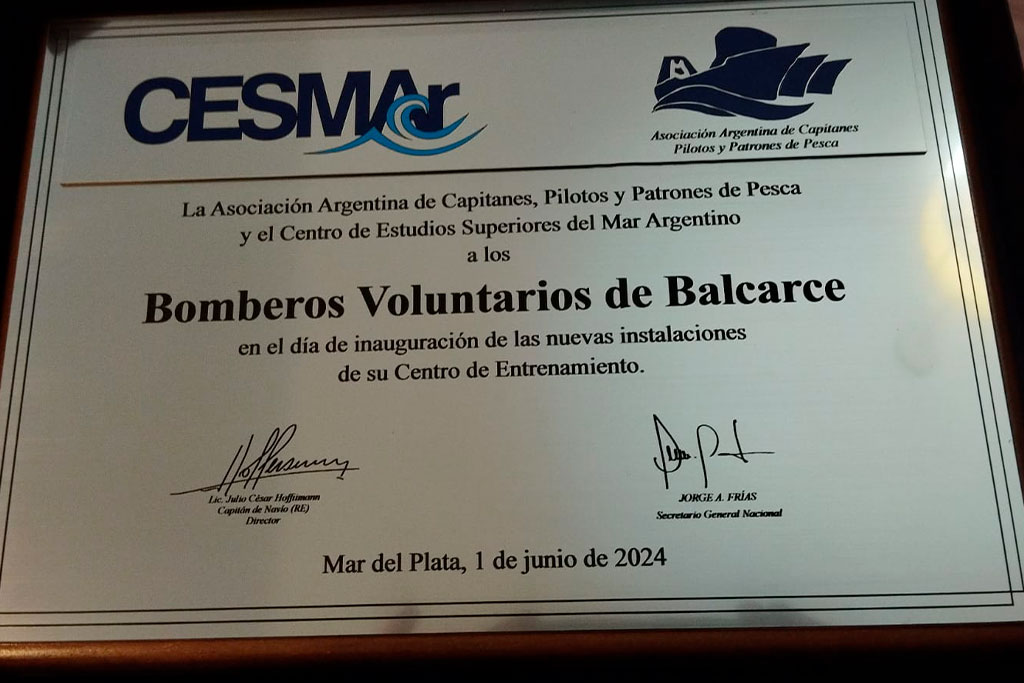 CESMAr
Asociación Argentina de Capitanes
Pilotos y Patrones de Pesca
La Asociación Argentina de Capitanes, Pilotos y Patrones de Pesca
y el Centro de Estudios Superiores del Mar Argentino
a los
Bomberos Voluntarios de Balcarce
en el día de inauguración de las nuevas instalaciones
de su Centro de Entrenamiento.
Lic. Julio César Hoffmann
Capitán de Navío (RE)
Director
JORGE A. FRÍAS
Secretario General Nacional
Mar del Plata, 1 de junio de 2024